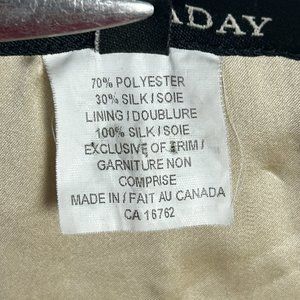 ADAY
70% POLYESTER
30% SILK / SOIE
LINING / DOUBLURE
100% SILK / SOIE
EXCLUSIVE OF TRIM /
GARNITURE NON
COMPRISE
MADE IN / FAIT AU CANADA
CA 16762